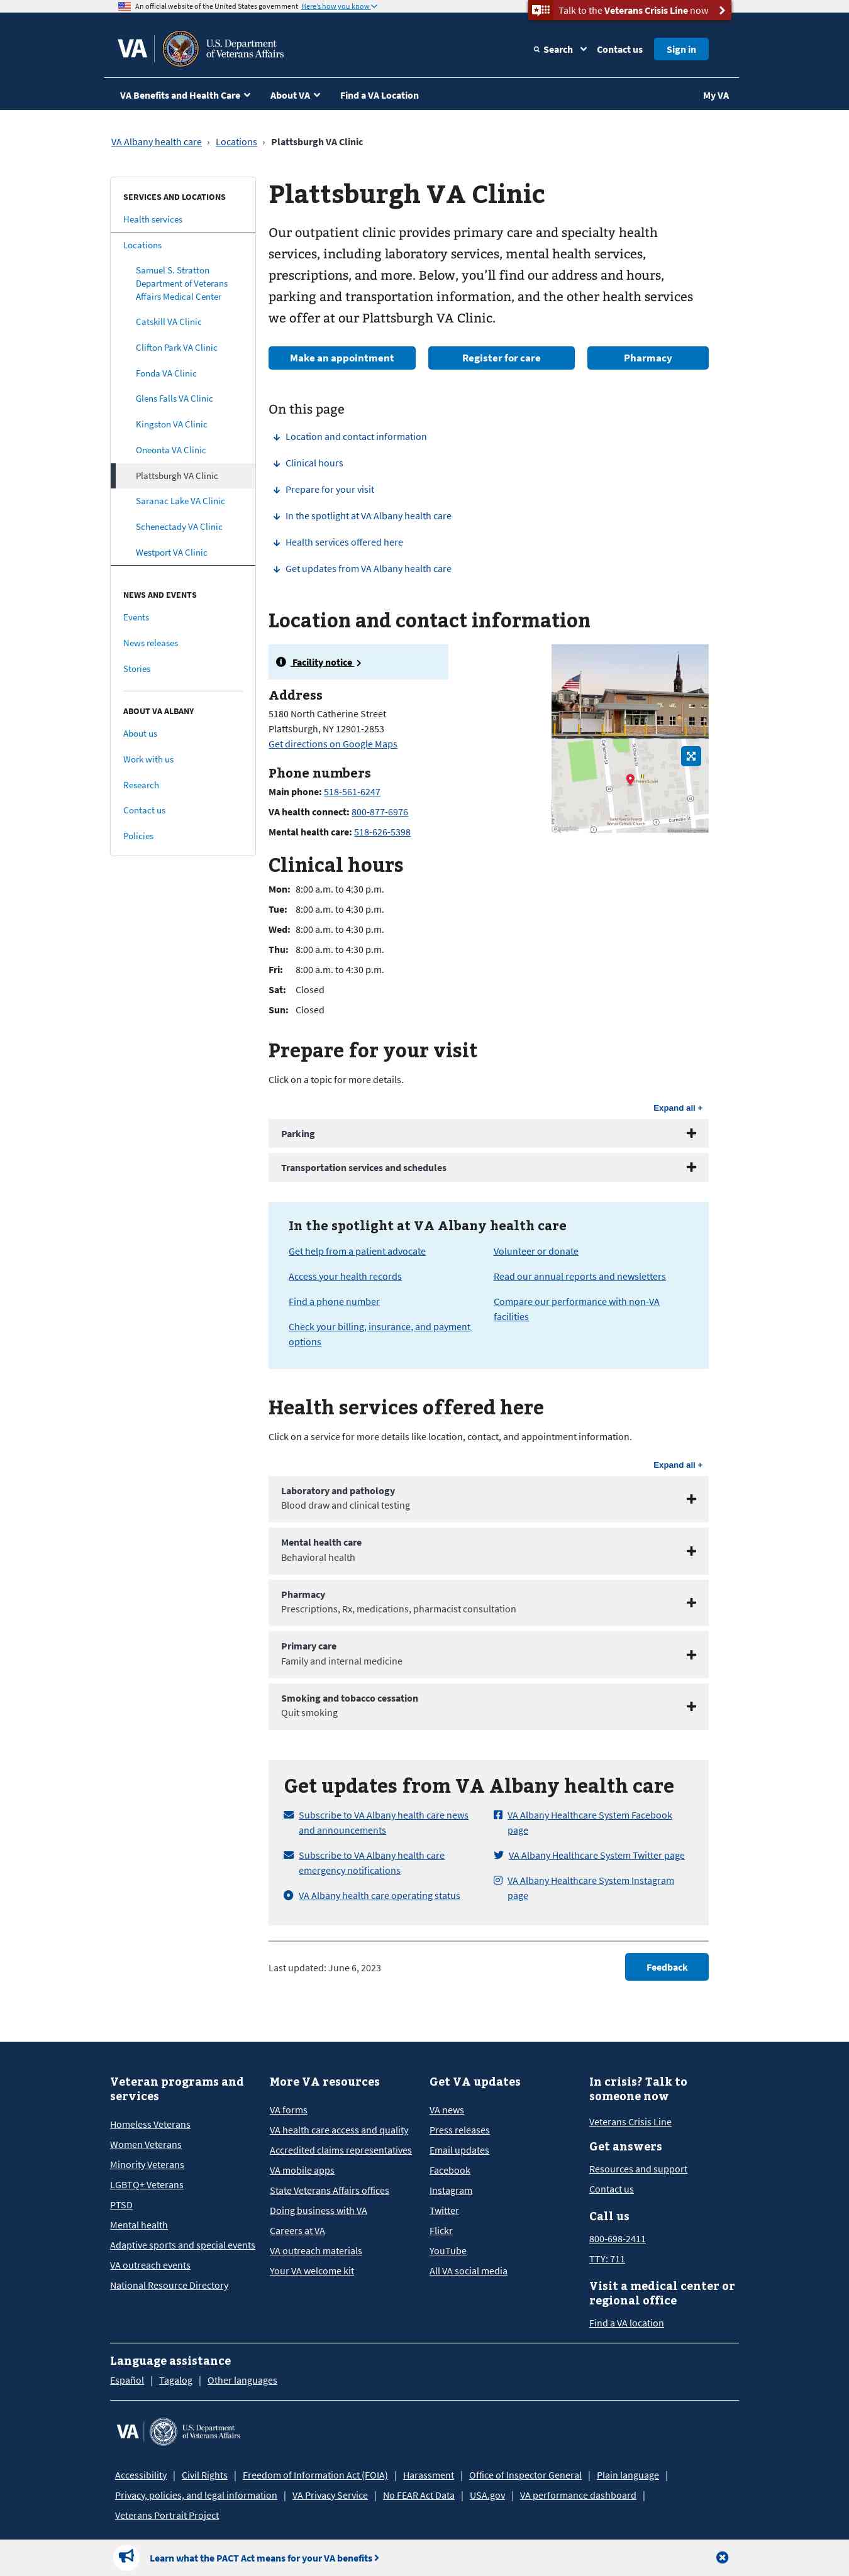 An official website of the United States government Here's how you know
Talk to the Veterans Crisis Line now
VA
U.S. Department
of Veterans Affairs
Search
Contact us
Sign in
VA Benefits and Health Care
About VA
Find a VA Location
My VA
VA Albany health care › Locations › Plattsburgh VA Clinic
SERVICES AND LOCATIONS
Health services
Locations
Samuel S. Stratton
Department of Veterans
Affairs Medical Center
Catskill VA Clinic
Clifton Park VA Clinic
Fonda VA Clinic
Glens Falls VA Clinic
Kingston VA Clinic
Oneonta VA Clinic
Plattsburgh VA Clinic
Saranac Lake VA Clinic
Schenectady VA Clinic
Westport VA Clinic
NEWS AND EVENTS
Events
News releases
Stories
ABOUT VA ALBANY
About us
Work with us
Research
Contact us
Policies
Plattsburgh VA Clinic
Our outpatient clinic provides primary care and specialty health
services, including laboratory services, mental health services,
prescriptions, and more. Below, you’ll find our address and hours,
parking and transportation information, and the other health services
we offer at our Plattsburgh VA Clinic.
Make an appointment
Register for care
Pharmacy
On this page
Location and contact information
Clinical hours
Prepare for your visit
In the spotlight at VA Albany health care
Health services offered here
Get updates from VA Albany health care
Location and contact information
Facility notice
Address
5180 North Catherine Street
Plattsburgh, NY 12901-2853
Get directions on Google Maps
Phone numbers
Main phone: 518-561-6247
VA health connect: 800-877-6976
Mental health care: 518-626-5398
Clinical hours
Mon: 8:00 a.m. to 4:30 p.m.
Tue: 8:00 a.m. to 4:30 p.m.
Wed: 8:00 a.m. to 4:30 p.m.
Thu: 8:00 a.m. to 4:30 p.m.
Fri: 8:00 a.m. to 4:30 p.m.
Sat: Closed
Sun: Closed
Prepare for your visit
Click on a topic for more details.
Expand all +
Parking
Transportation services and schedules
In the spotlight at VA Albany health care
Get help from a patient advocate
Access your health records
Find a phone number
Check your billing, insurance, and payment
options
Volunteer or donate
Read our annual reports and newsletters
Compare our performance with non-VA
facilities
Health services offered here
Click on a service for more details like location, contact, and appointment information.
Expand all +
Laboratory and pathology
Blood draw and clinical testing
Mental health care
Behavioral health
Pharmacy
Prescriptions, Rx, medications, pharmacist consultation
Primary care
Family and internal medicine
Smoking and tobacco cessation
Quit smoking
Get updates from VA Albany health care
Subscribe to VA Albany health care news
and announcements
Subscribe to VA Albany health care
emergency notifications
VA Albany health care operating status
VA Albany Healthcare System Facebook
page
VA Albany Healthcare System Twitter page
VA Albany Healthcare System Instagram
page
Last updated: June 6, 2023
Feedback
Veteran programs and
services
Homeless Veterans
Women Veterans
Minority Veterans
LGBTQ+ Veterans
PTSD
Mental health
Adaptive sports and special events
VA outreach events
National Resource Directory
More VA resources
VA forms
VA health care access and quality
Accredited claims representatives
VA mobile apps
State Veterans Affairs offices
Doing business with VA
Careers at VA
VA outreach materials
Your VA welcome kit
Get VA updates
VA news
Press releases
Email updates
Facebook
Instagram
Twitter
Flickr
YouTube
All VA social media
In crisis? Talk to
someone now
Veterans Crisis Line
Get answers
Resources and support
Contact us
Call us
800-698-2411
TTY: 711
Visit a medical center or
regional office
Find a VA location
Language assistance
Español | Tagalog | Other languages
VA
U.S. Department
of Veterans Affairs
Accessibility | Civil Rights | Freedom of Information Act (FOIA) | Harassment | Office of Inspector General | Plain language |
Privacy, policies, and legal information | VA Privacy Service | No FEAR Act Data | USA.gov | VA performance dashboard |
Veterans Portrait Project
Learn what the PACT Act means for your VA benefits